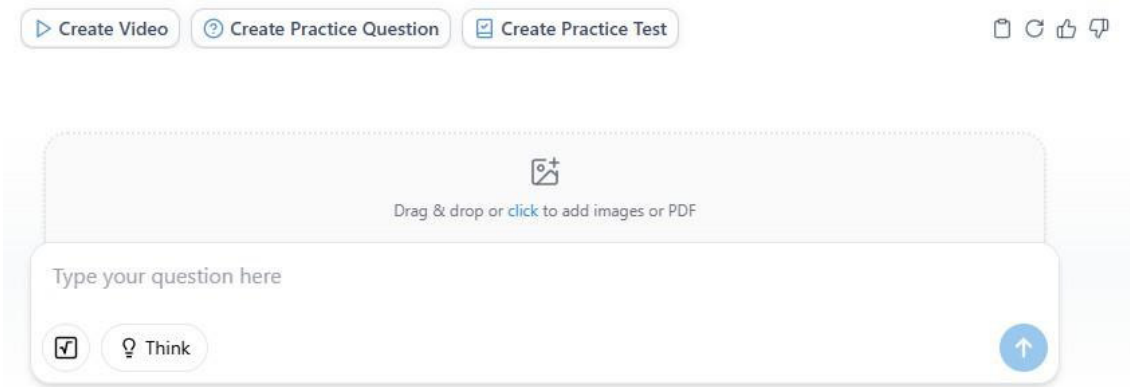 Create Video Create Practice Question Create Practice Test
Drag & drop or click to add images or PDF
Type your question here
Think